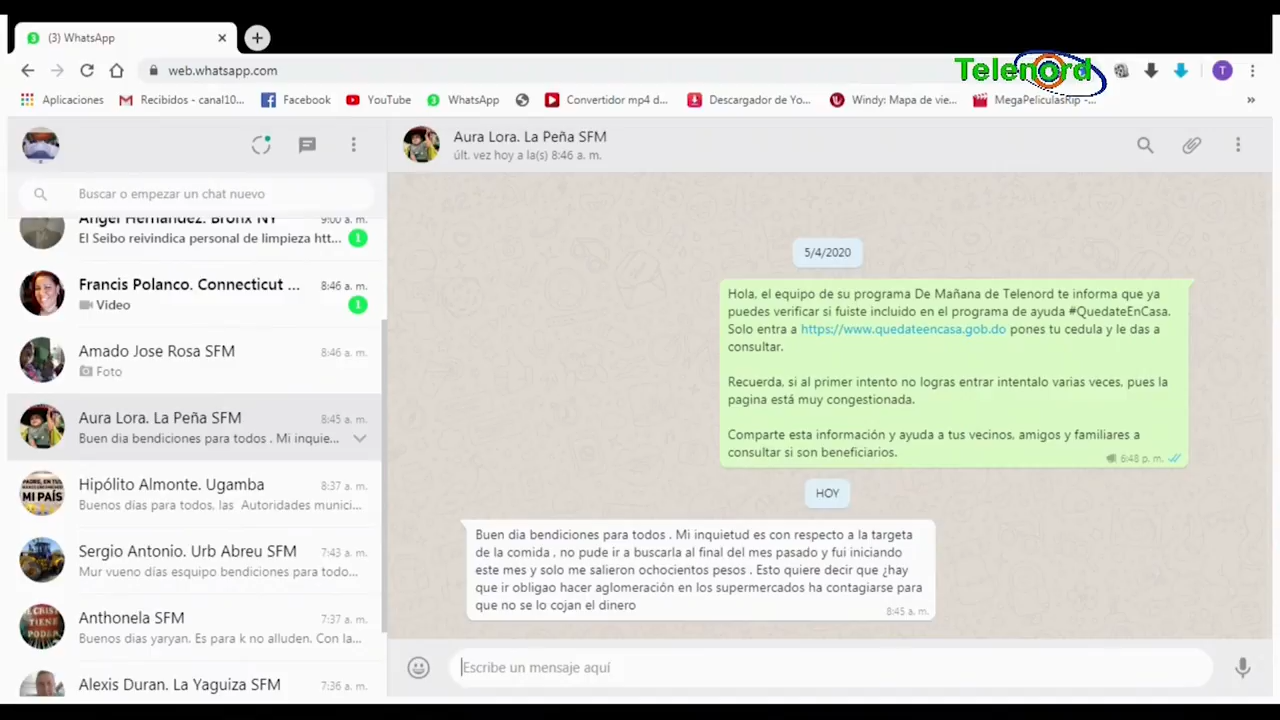 Telenord
(3) WhatsApp
web.whatsapp.com
T
Aplicaciones
Recibidos - canal10...
Facebook
YouTube
WhatsApp
Convertidor mp4 d...
Descargador de Yo...
Windy: Mapa de vie...
MegaPeliculasRip -...
»
Buscar o empezar un chat nuevo
Angel Hernandez. Bronx NY 9:00 a. m.
El Seibo reivindica personal de limpieza htt... 1
Francis Polanco. Connecticut ... 8:46 a. m.
Video 1
Amado Jose Rosa SFM 8:46 a. m.
Foto
Aura Lora. La Peña SFM 8:45 a. m.
Buen dia bendiciones para todos . Mi inquie...
Hipólito Almonte. Ugamba 8:37 a. m.
Buenos días para todos, las Autoridades munici...
Sergio Antonio. Urb Abreu SFM 7:43 a. m.
Mur vueno días esquipo bendiciones para todo...
Anthonela SFM 7:37 a. m.
Buenos dias yaryan. Es para k no alluden. Con la...
Alexis Duran. La Yaguiza SFM 7:36 a. m.
Aura Lora. La Peña SFM
últ. vez hoy a la(s) 8:46 a. m.
5/4/2020
Hola, el equipo de su programa De Mañana de Telenord te informa que ya
puedes verificar si fuiste incluido en el programa de ayuda #QuedateEnCasa.
Solo entra a https://www.quedateencasa.gob.do pones tu cedula y le das a
consultar.
Recuerda, si al primer intento no logras entrar intentalo varias veces, pues la
pagina está muy congestionada.
Comparte esta información y ayuda a tus vecinos, amigos y familiares a
consultar si son beneficiarios.
6:48 p. m.
HOY
Buen dia bendiciones para todos . Mi inquietud es con respecto a la targeta
de la comida , no pude ir a buscarla al final del mes pasado y fui iniciando
este mes y solo me salieron ochocientos pesos . Esto quiere decir que ¿hay
que ir obligao hacer aglomeración en los supermercados ha contagiarse para
que no se lo cojan el dinero
8:45 a. m.
Escribe un mensaje aquí